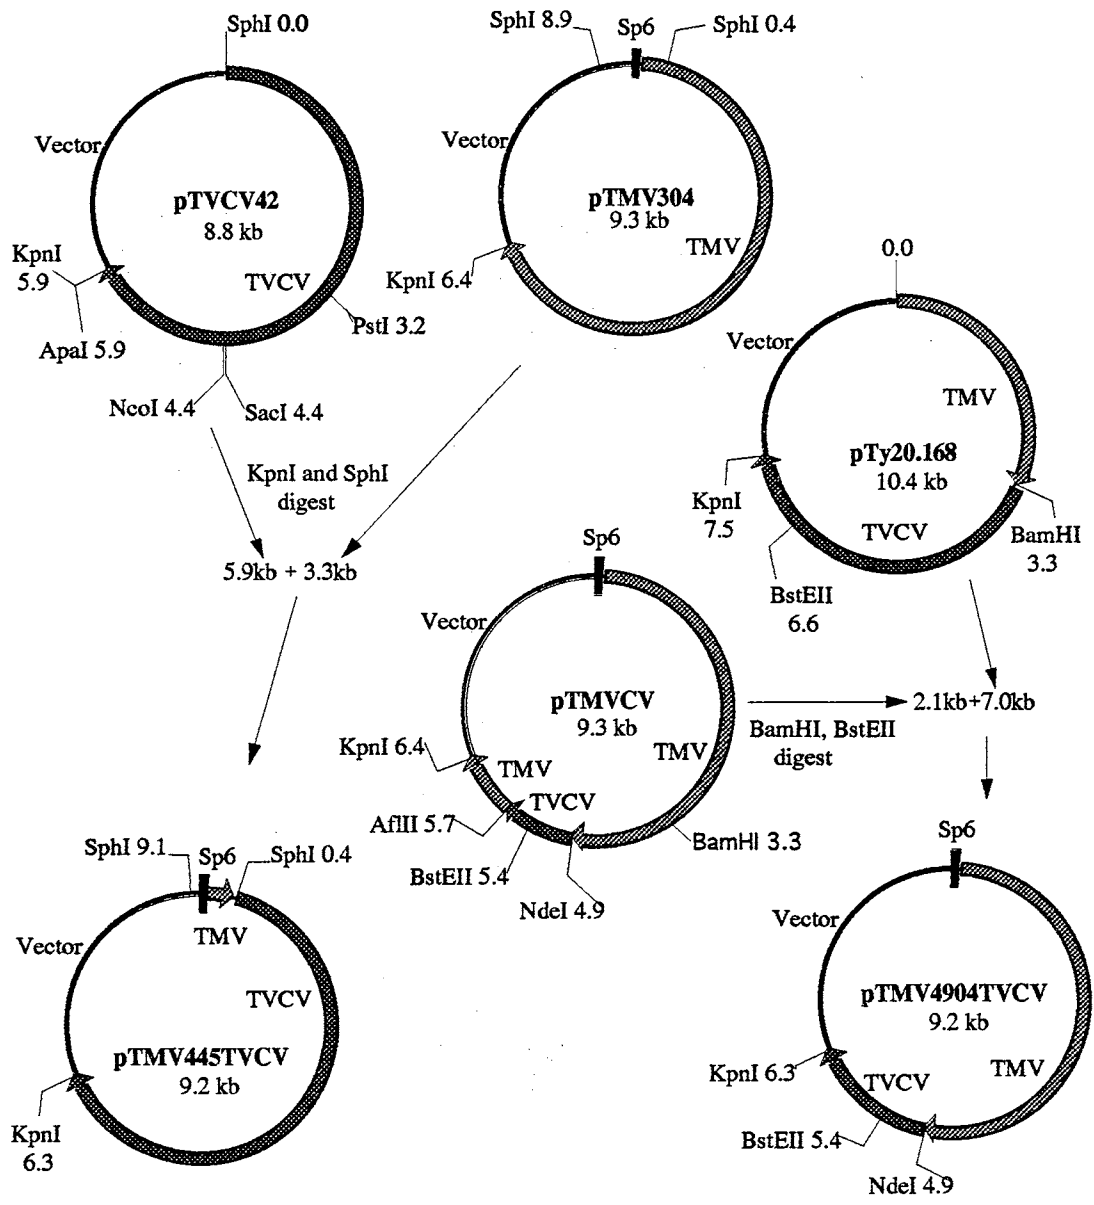 SphI 0.0
Vector
pTVCV42
8.8 kb
KpnI
5.9
TVCV
ApaI 5.9
PstI 3.2
NcoI 4.4
SacI 4.4
SphI 8.9
Sp6
SphI 0.4
Vector
pTMV304
9.3 kb
TMV
KpnI 6.4
KpnI and SphI
digest
5.9kb + 3.3kb
0.0
Vector
TMV
pTy20.168
10.4 kb
KpnI
7.5
TVCV
BamHI
3.3
BstEII
6.6
Sp6
Vector
pTMVCV
9.3 kb
KpnI 6.4
TMV
TMV
TVCV
AflII 5.7
BamHI 3.3
BstEII 5.4
NdeI 4.9
2.1kb+7.0kb
BamHI, BstEII
digest
SphI 9.1
Sp6
SphI 0.4
Vector
TMV
TVCV
pTMV445TVCV
9.2 kb
KpnI
6.3
Sp6
Vector
pTMV4904TVCV
9.2 kb
KpnI 6.3
TVCV
TMV
BstEII 5.4
NdeI 4.9